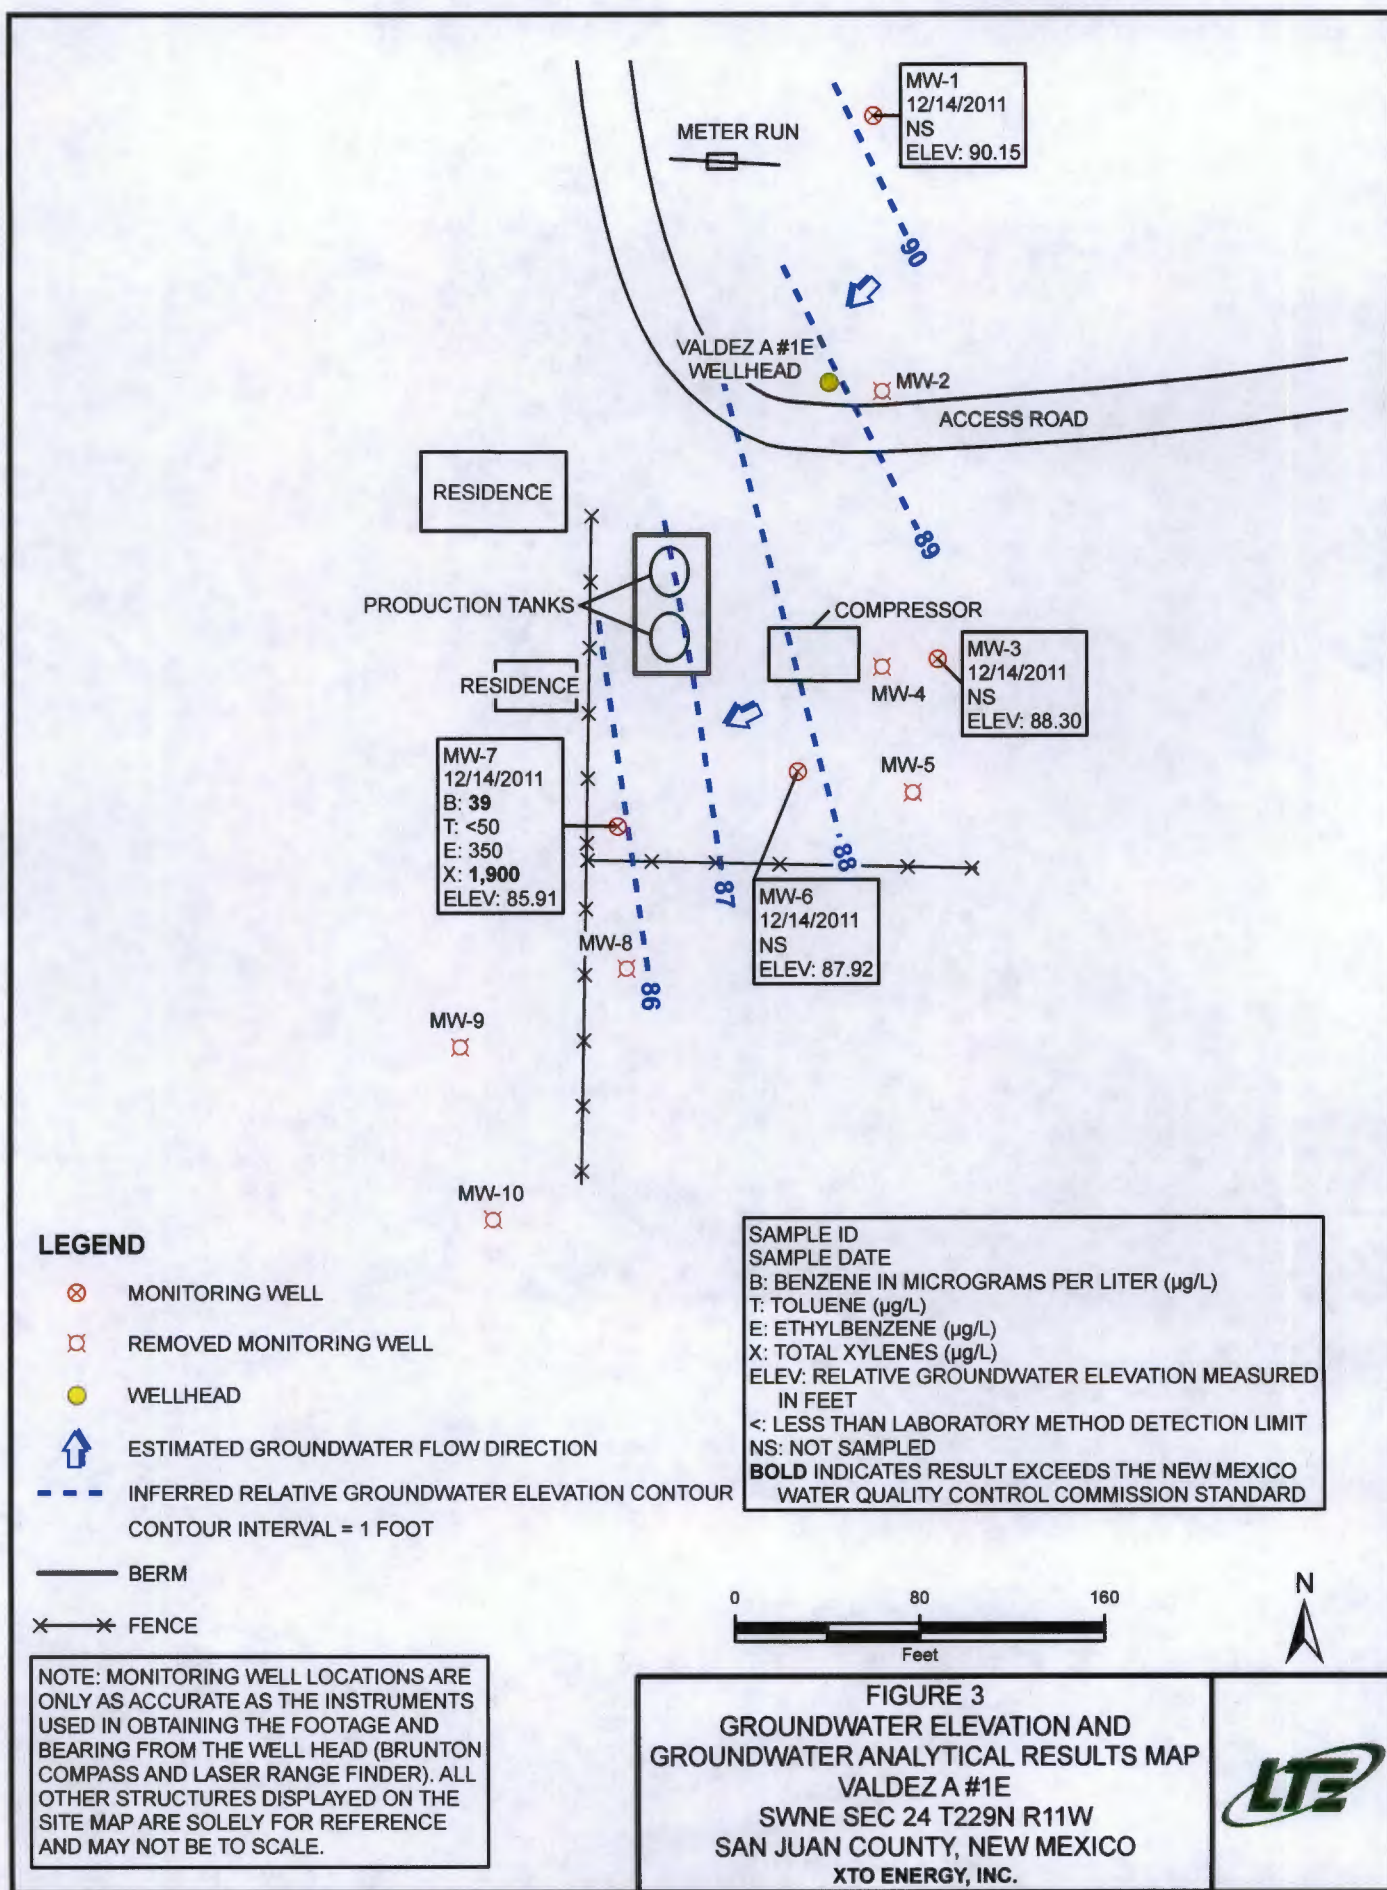 MW-1
12/14/2011
NS
ELEV: 90.15
METER RUN
90
VALDEZ A #1E
WELLHEAD
MW-2
ACCESS ROAD
89
RESIDENCE
PRODUCTION TANKS
COMPRESSOR
MW-3
12/14/2011
NS
ELEV: 88.30
MW-4
RESIDENCE
MW-7
12/14/2011
B: 39
T: <50
E: 350
X: 1,900
ELEV: 85.91
MW-5
88
87
MW-6
12/14/2011
NS
ELEV: 87.92
MW-8
86
MW-9
MW-10
LEGEND
MONITORING WELL
REMOVED MONITORING WELL
WELLHEAD
ESTIMATED GROUNDWATER FLOW DIRECTION
INFERRED RELATIVE GROUNDWATER ELEVATION CONTOUR
CONTOUR INTERVAL = 1 FOOT
BERM
FENCE
SAMPLE ID
SAMPLE DATE
B: BENZENE IN MICROGRAMS PER LITER (µg/L)
T: TOLUENE (µg/L)
E: ETHYLBENZENE (µg/L)
X: TOTAL XYLENES (µg/L)
ELEV: RELATIVE GROUNDWATER ELEVATION MEASURED
IN FEET
<: LESS THAN LABORATORY METHOD DETECTION LIMIT
NS: NOT SAMPLED
BOLD INDICATES RESULT EXCEEDS THE NEW MEXICO
WATER QUALITY CONTROL COMMISSION STANDARD
0 80 160
Feet
N
NOTE: MONITORING WELL LOCATIONS ARE
ONLY AS ACCURATE AS THE INSTRUMENTS
USED IN OBTAINING THE FOOTAGE AND
BEARING FROM THE WELL HEAD (BRUNTON
COMPASS AND LASER RANGE FINDER). ALL
OTHER STRUCTURES DISPLAYED ON THE
SITE MAP ARE SOLELY FOR REFERENCE
AND MAY NOT BE TO SCALE.
FIGURE 3
GROUNDWATER ELEVATION AND
GROUNDWATER ANALYTICAL RESULTS MAP
VALDEZ A #1E
SWNE SEC 24 T229N R11W
SAN JUAN COUNTY, NEW MEXICO
XTO ENERGY, INC.
LTE